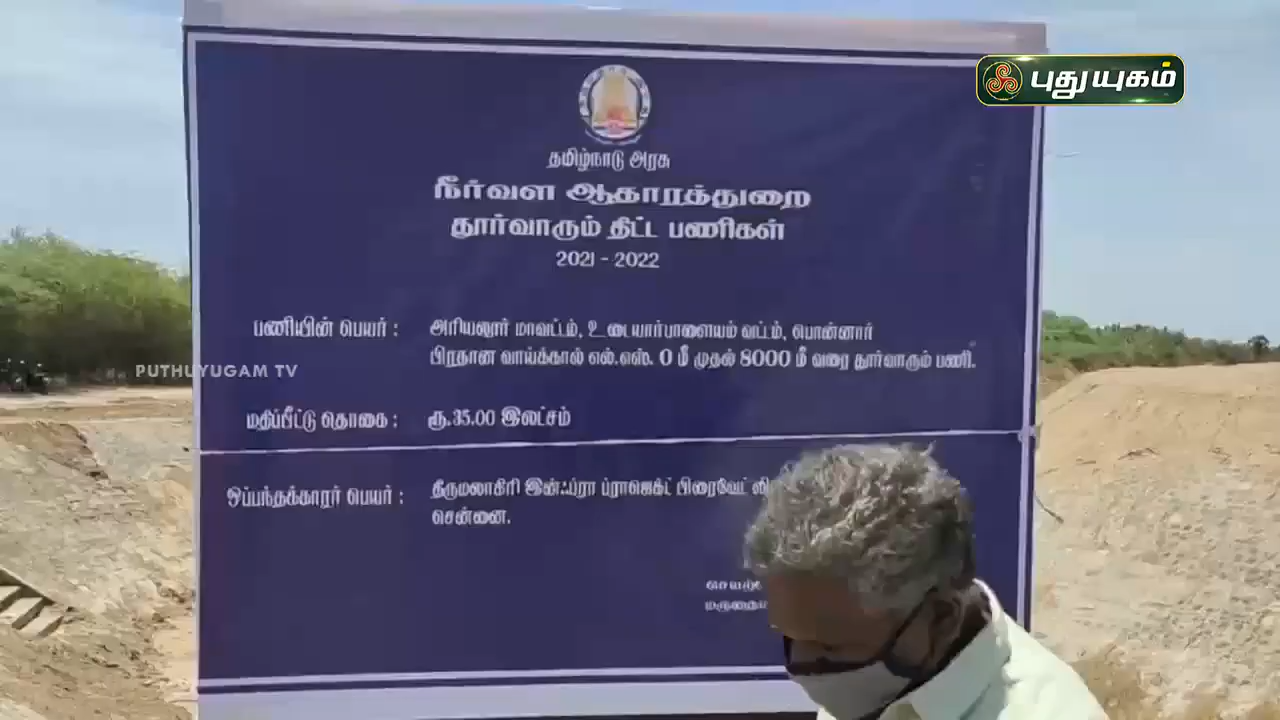 புதுயுகம்
தமிழ்நாடு அரசு
நீர்வள ஆதாரத்துறை
தூர்வாரும் திட்ட பணிகள்
2021 - 2022
பணியின் பெயர் : அரியலூர் மாவட்டம், உடையார்பாளையம் வட்டம், பொன்னார்
பிரதான வாய்க்கால் எல்.எஸ். 0 மீ முதல் 8000 மீ வரை தூர்வாரும் பணி.
PUTHUYUGAM TV
மதிப்பீட்டு தொகை : ரூ.35.00 இலட்சம்
ஒப்பந்தக்காரர் பெயர் : திருமலாகிரி இன்ஃப்ரா ப்ராஜெக்ட் பிரைவேட்
சென்னை.